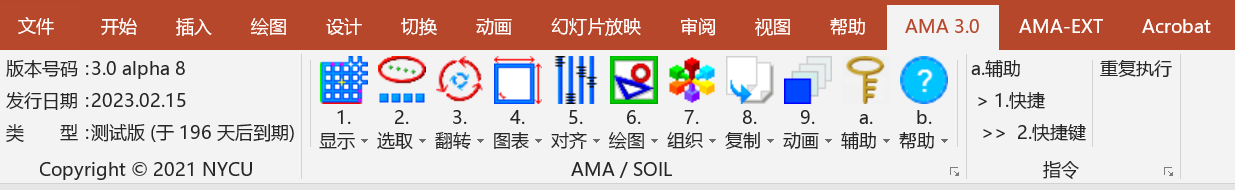 文件 开始 插入 绘图 设计 切换 动画 幻灯片放映 审阅 视图 帮助 AMA 3.0 AMA-EXT Acrobat
版本号码 :3.0 alpha 8
发行日期 :2023.02.15
类 型 :测试版 (于 196 天后到期)
Copyright © 2021 NYCU
1. 2. 3. 4. 5. 6. 7. 8. 9. a. b.
显示 选取 翻转 图表 对齐 绘图 组织 复制 动画 辅助 帮助
AMA / SOIL
a.辅助
> 1.快捷
>> 2.快捷键
重复执行
指令